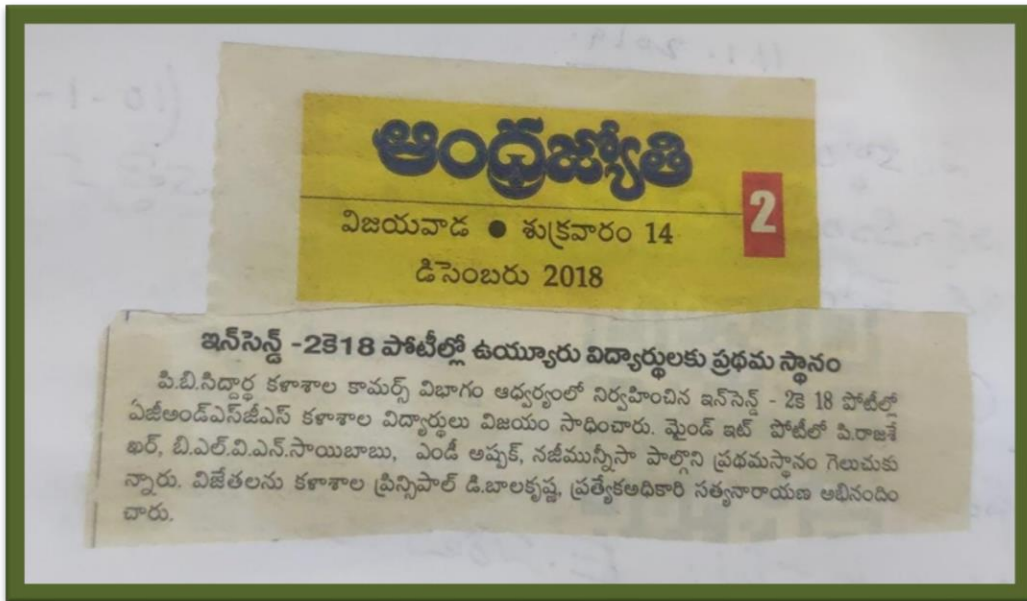 ఆంధ్రజ్యోతి
2
విజయవాడ ● శుక్రవారం 14
డిసెంబరు 2018
ఇన్‌సెన్డ్ -2కె18 పోటీల్లో ఉయ్యూరు విద్యార్థులకు ప్రథమ స్థానం
పి.బి.సిద్దార్థ కళాశాల కామర్స్ విభాగం ఆధ్వర్యంలో నిర్వహించిన ఇన్‌సెన్డ్ - 2కె 18 పోటీల్లో
ఏజీఅండ్ఎస్‌జీఎస్ కళాశాల విద్యార్థులు విజయం సాధించారు. మైండ్ ఇట్ పోటీలో పి.రాజశే
ఖర్, బి.ఎల్.వి.ఎన్.సాయిబాబు, ఎండీ అష్పక్, నజీమున్నీసా పాల్గొని ప్రథమస్థానం గెలుచుకు
న్నారు. విజేతలను కళాశాల ప్రిన్సిపాల్ డి.బాలకృష్ణ, ప్రత్యేకఅధికారి సత్యనారాయణ అభినందిం
చారు.